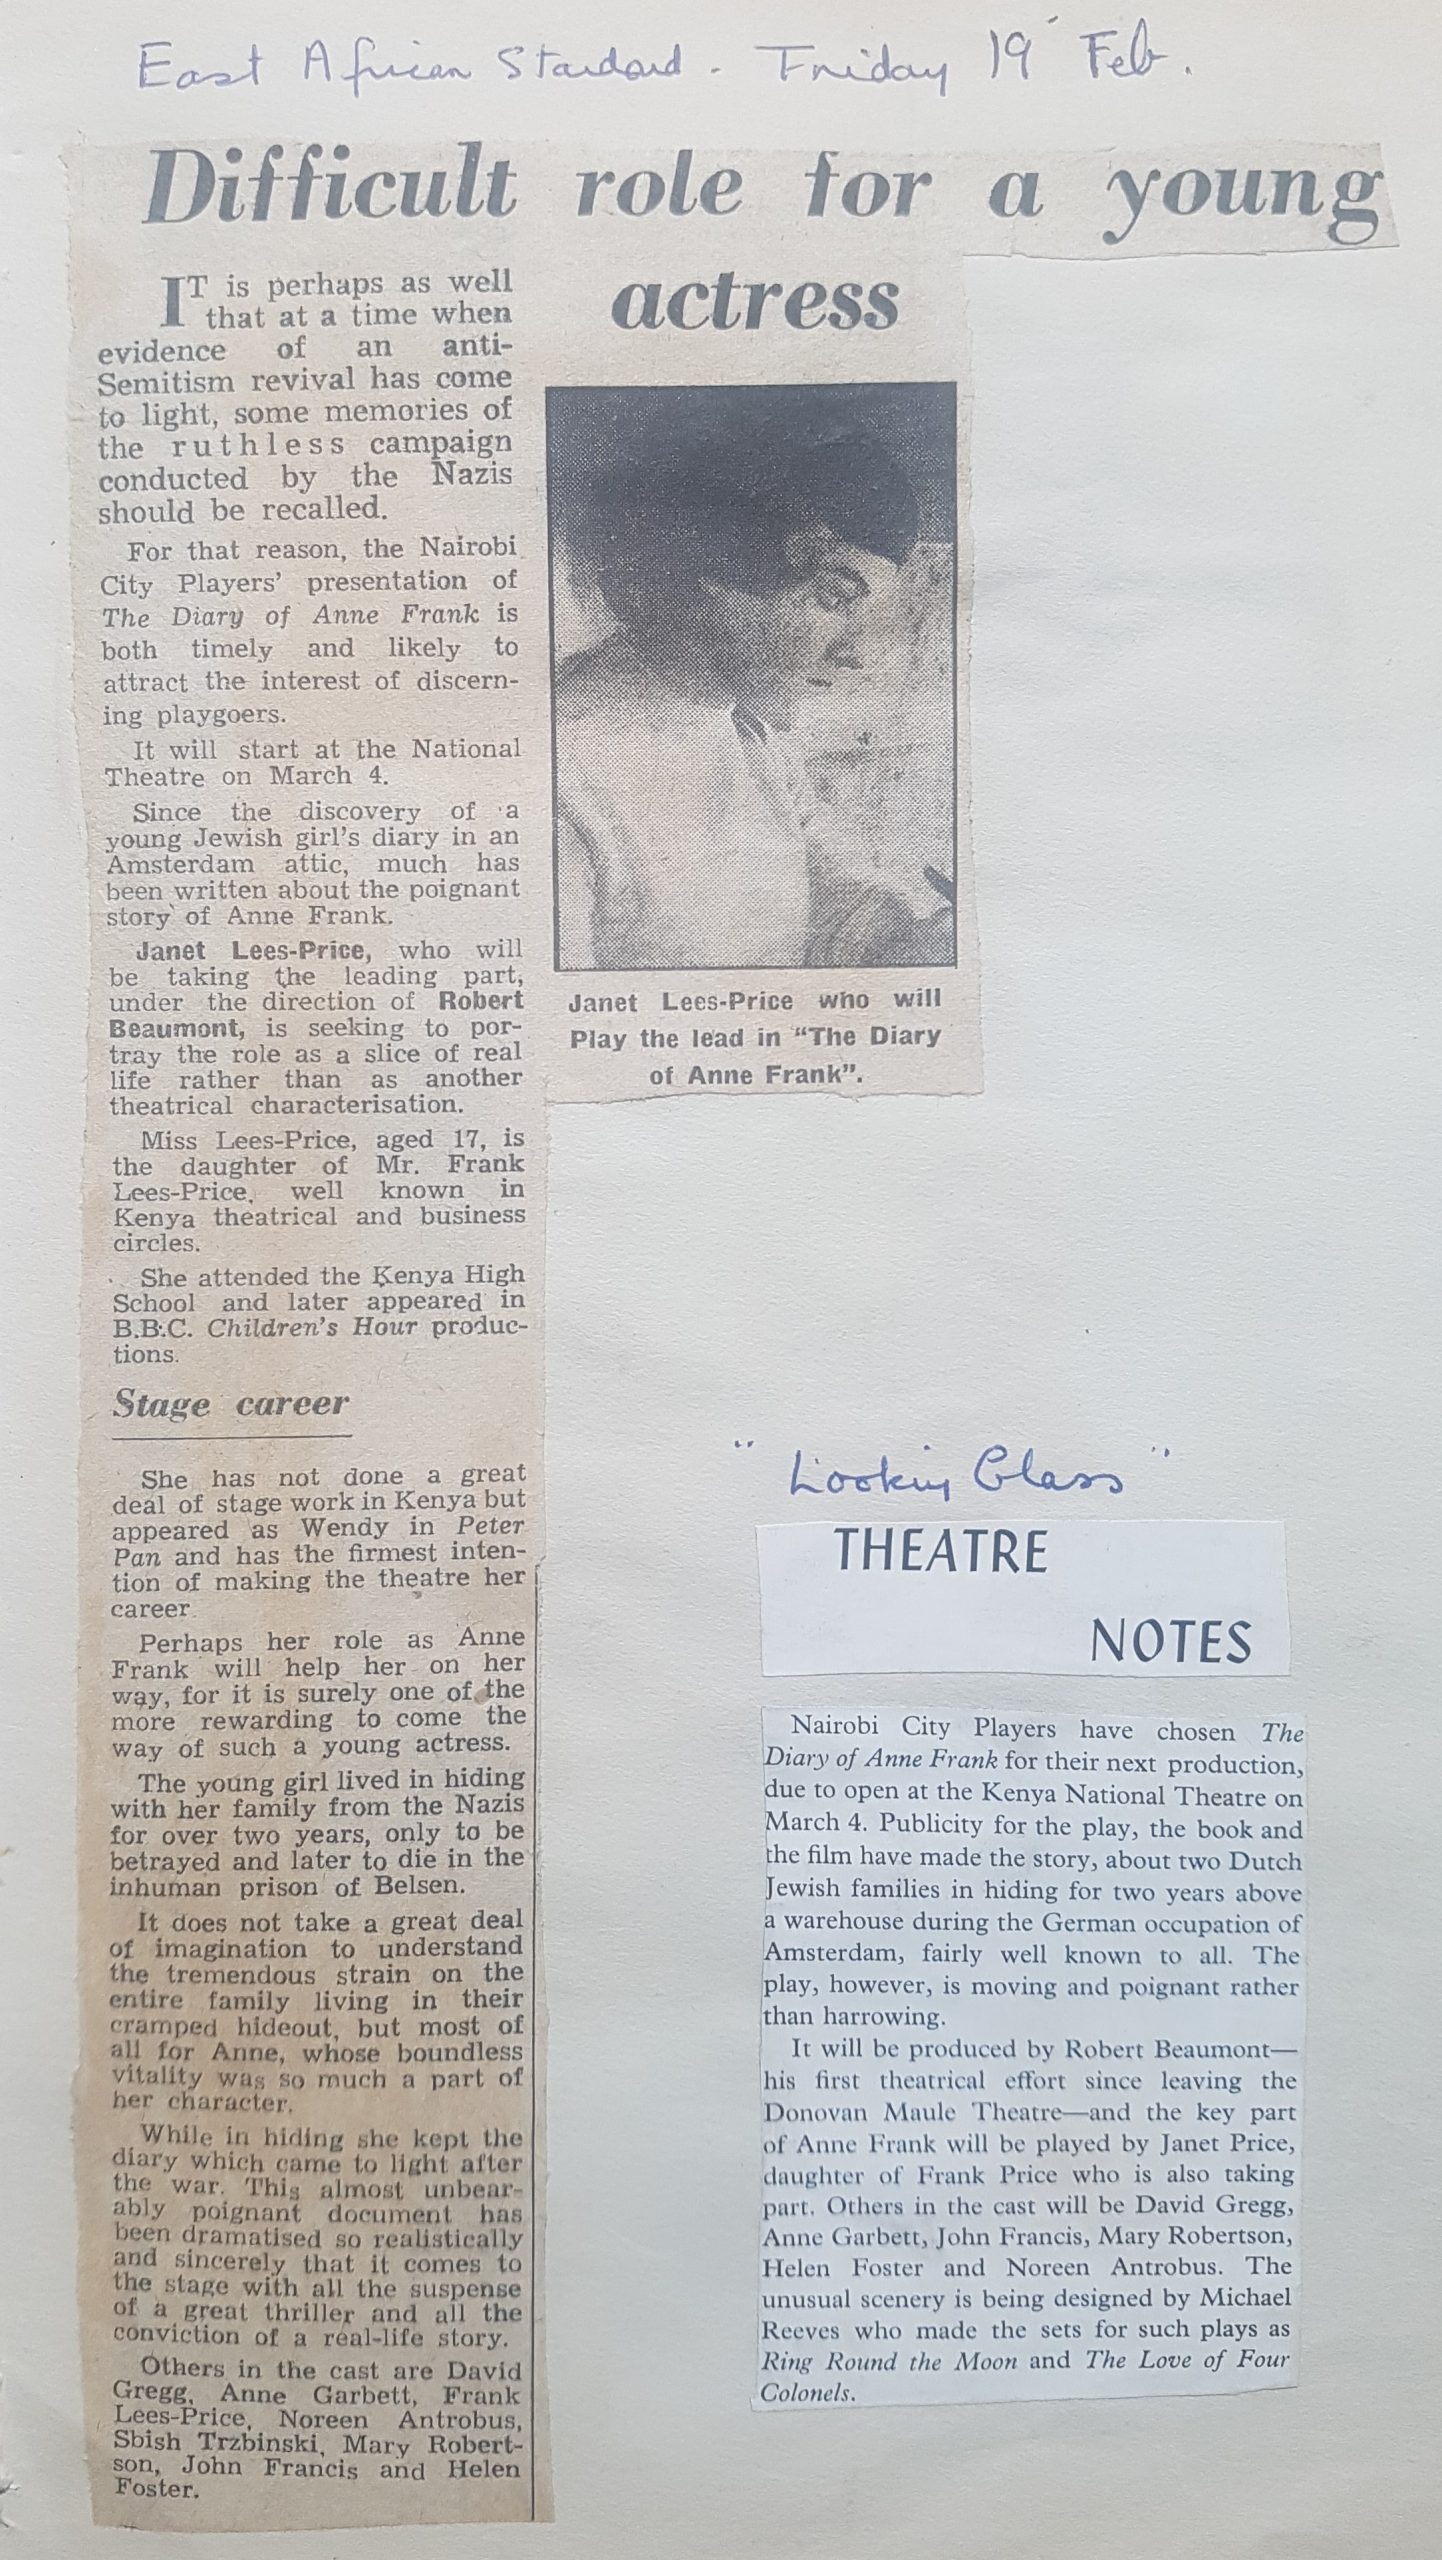 East African Standard. Friday 19 Feb.
Difficult role for a young
actress
IT is perhaps as well
that at a time when
evidence of an anti-
Semitism revival has come
to light, some memories of
the ruthless campaign
conducted by the Nazis
should be recalled.
For that reason, the Nairobi
City Players' presentation of
The Diary of Anne Frank is
both timely and likely to
attract the interest of discern-
ing playgoers.
It will start at the National
Theatre on March 4.
Since the discovery of a
young Jewish girl's diary in an
Amsterdam attic, much has
been written about the poignant
story of Anne Frank.
Janet Lees-Price, who will
be taking the leading part,
under the direction of Robert
Beaumont, is seeking to por-
tray the role as a slice of real
life rather than as another
theatrical characterisation.
Miss Lees-Price, aged 17, is
the daughter of Mr. Frank
Lees-Price, well known in
Kenya theatrical and business
circles.
She attended the Kenya High
School and later appeared in
B.B.C. Children's Hour produc-
tions.
Stage career
She has not done a great
deal of stage work in Kenya but
appeared as Wendy in Peter
Pan and has the firmest inten-
tion of making the theatre her
career.
Perhaps her role as Anne
Frank will help her on her
way, for it is surely one of the
more rewarding to come the
way of such a young actress.
The young girl lived in hiding
with her family from the Nazis
for over two years, only to be
betrayed and later to die in the
inhuman prison of Belsen.
It does not take a great deal
of imagination to understand
the tremendous strain on the
entire family living in their
cramped hideout, but most of
all for Anne, whose boundless
vitality was so much a part of
her character.
While in hiding she kept the
diary which came to light after
the war. This almost unbear-
ably poignant document has
been dramatised so realistically
and sincerely that it comes to
the stage with all the suspense
of a great thriller and all the
conviction of a real-life story.
Others in the cast are David
Gregg, Anne Garbett, Frank
Lees-Price, Noreen Antrobus,
Sbish Trzbinski, Mary Robert-
son, John Francis and Helen
Foster.
Janet Lees-Price who will
Play the lead in "The Diary
of Anne Frank".
"Looking Glass"
THEATRE
NOTES
Nairobi City Players have chosen The
Diary of Anne Frank for their next production,
due to open at the Kenya National Theatre on
March 4. Publicity for the play, the book and
the film have made the story, about two Dutch
Jewish families in hiding for two years above
a warehouse during the German occupation of
Amsterdam, fairly well known to all. The
play, however, is moving and poignant rather
than harrowing.
It will be produced by Robert Beaumont—
his first theatrical effort since leaving the
Donovan Maule Theatre—and the key part
of Anne Frank will be played by Janet Price,
daughter of Frank Price who is also taking
part. Others in the cast will be David Gregg,
Anne Garbett, John Francis, Mary Robertson,
Helen Foster and Noreen Antrobus. The
unusual scenery is being designed by Michael
Reeves who made the sets for such plays as
Ring Round the Moon and The Love of Four
Colonels.